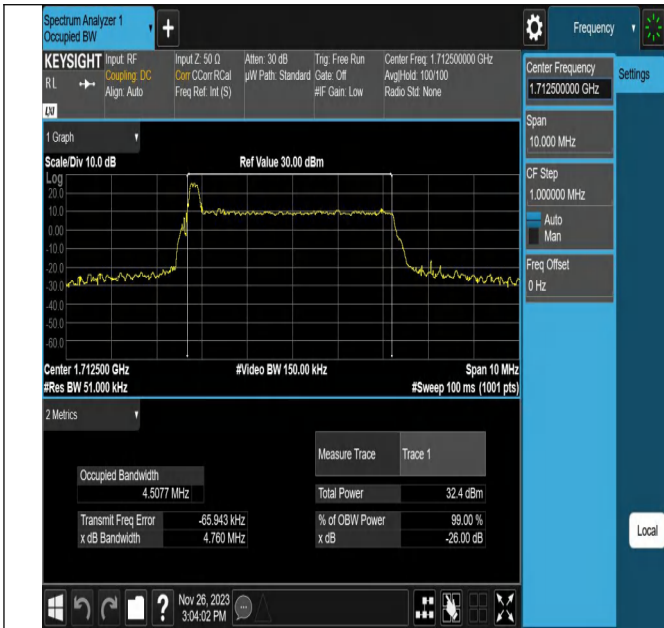 Spectrum Analyzer 1
Occupied BW
Frequency
KEYSIGHT
RL
LXI
Input: RF
Coupling: DC
Align: Auto
Input Z: 50 Ω
Corr CCorr RCal
Freq Ref: Int (S)
Atten: 30 dB
µW Path: Standard
Trig: Free Run
Gate: Off
#IF Gain: Low
Center Freq: 1.712500000 GHz
Avg|Hold: 100/100
Radio Std: None
Center Frequency
1.712500000 GHz
Settings
Span
10.000 MHz
CF Step
1.000000 MHz
Auto
Man
Freq Offset
0 Hz
Local
1 Graph
Scale/Div 10.0 dB
Ref Value 30.00 dBm
Log
20.0
10.0
0.00
-10.0
-20.0
-30.0
-40.0
-50.0
-60.0
Center 1.712500 GHz
#Video BW 150.00 kHz
Span 10 MHz
#Res BW 51.000 kHz
#Sweep 100 ms (1001 pts)
2 Metrics
Occupied Bandwidth
4.5077 MHz
Transmit Freq Error -65.943 kHz
x dB Bandwidth 4.760 MHz
Measure Trace Trace 1
Total Power 32.4 dBm
% of OBW Power 99.00 %
x dB -26.00 dB
Nov 26, 2023
3:04:02 PM